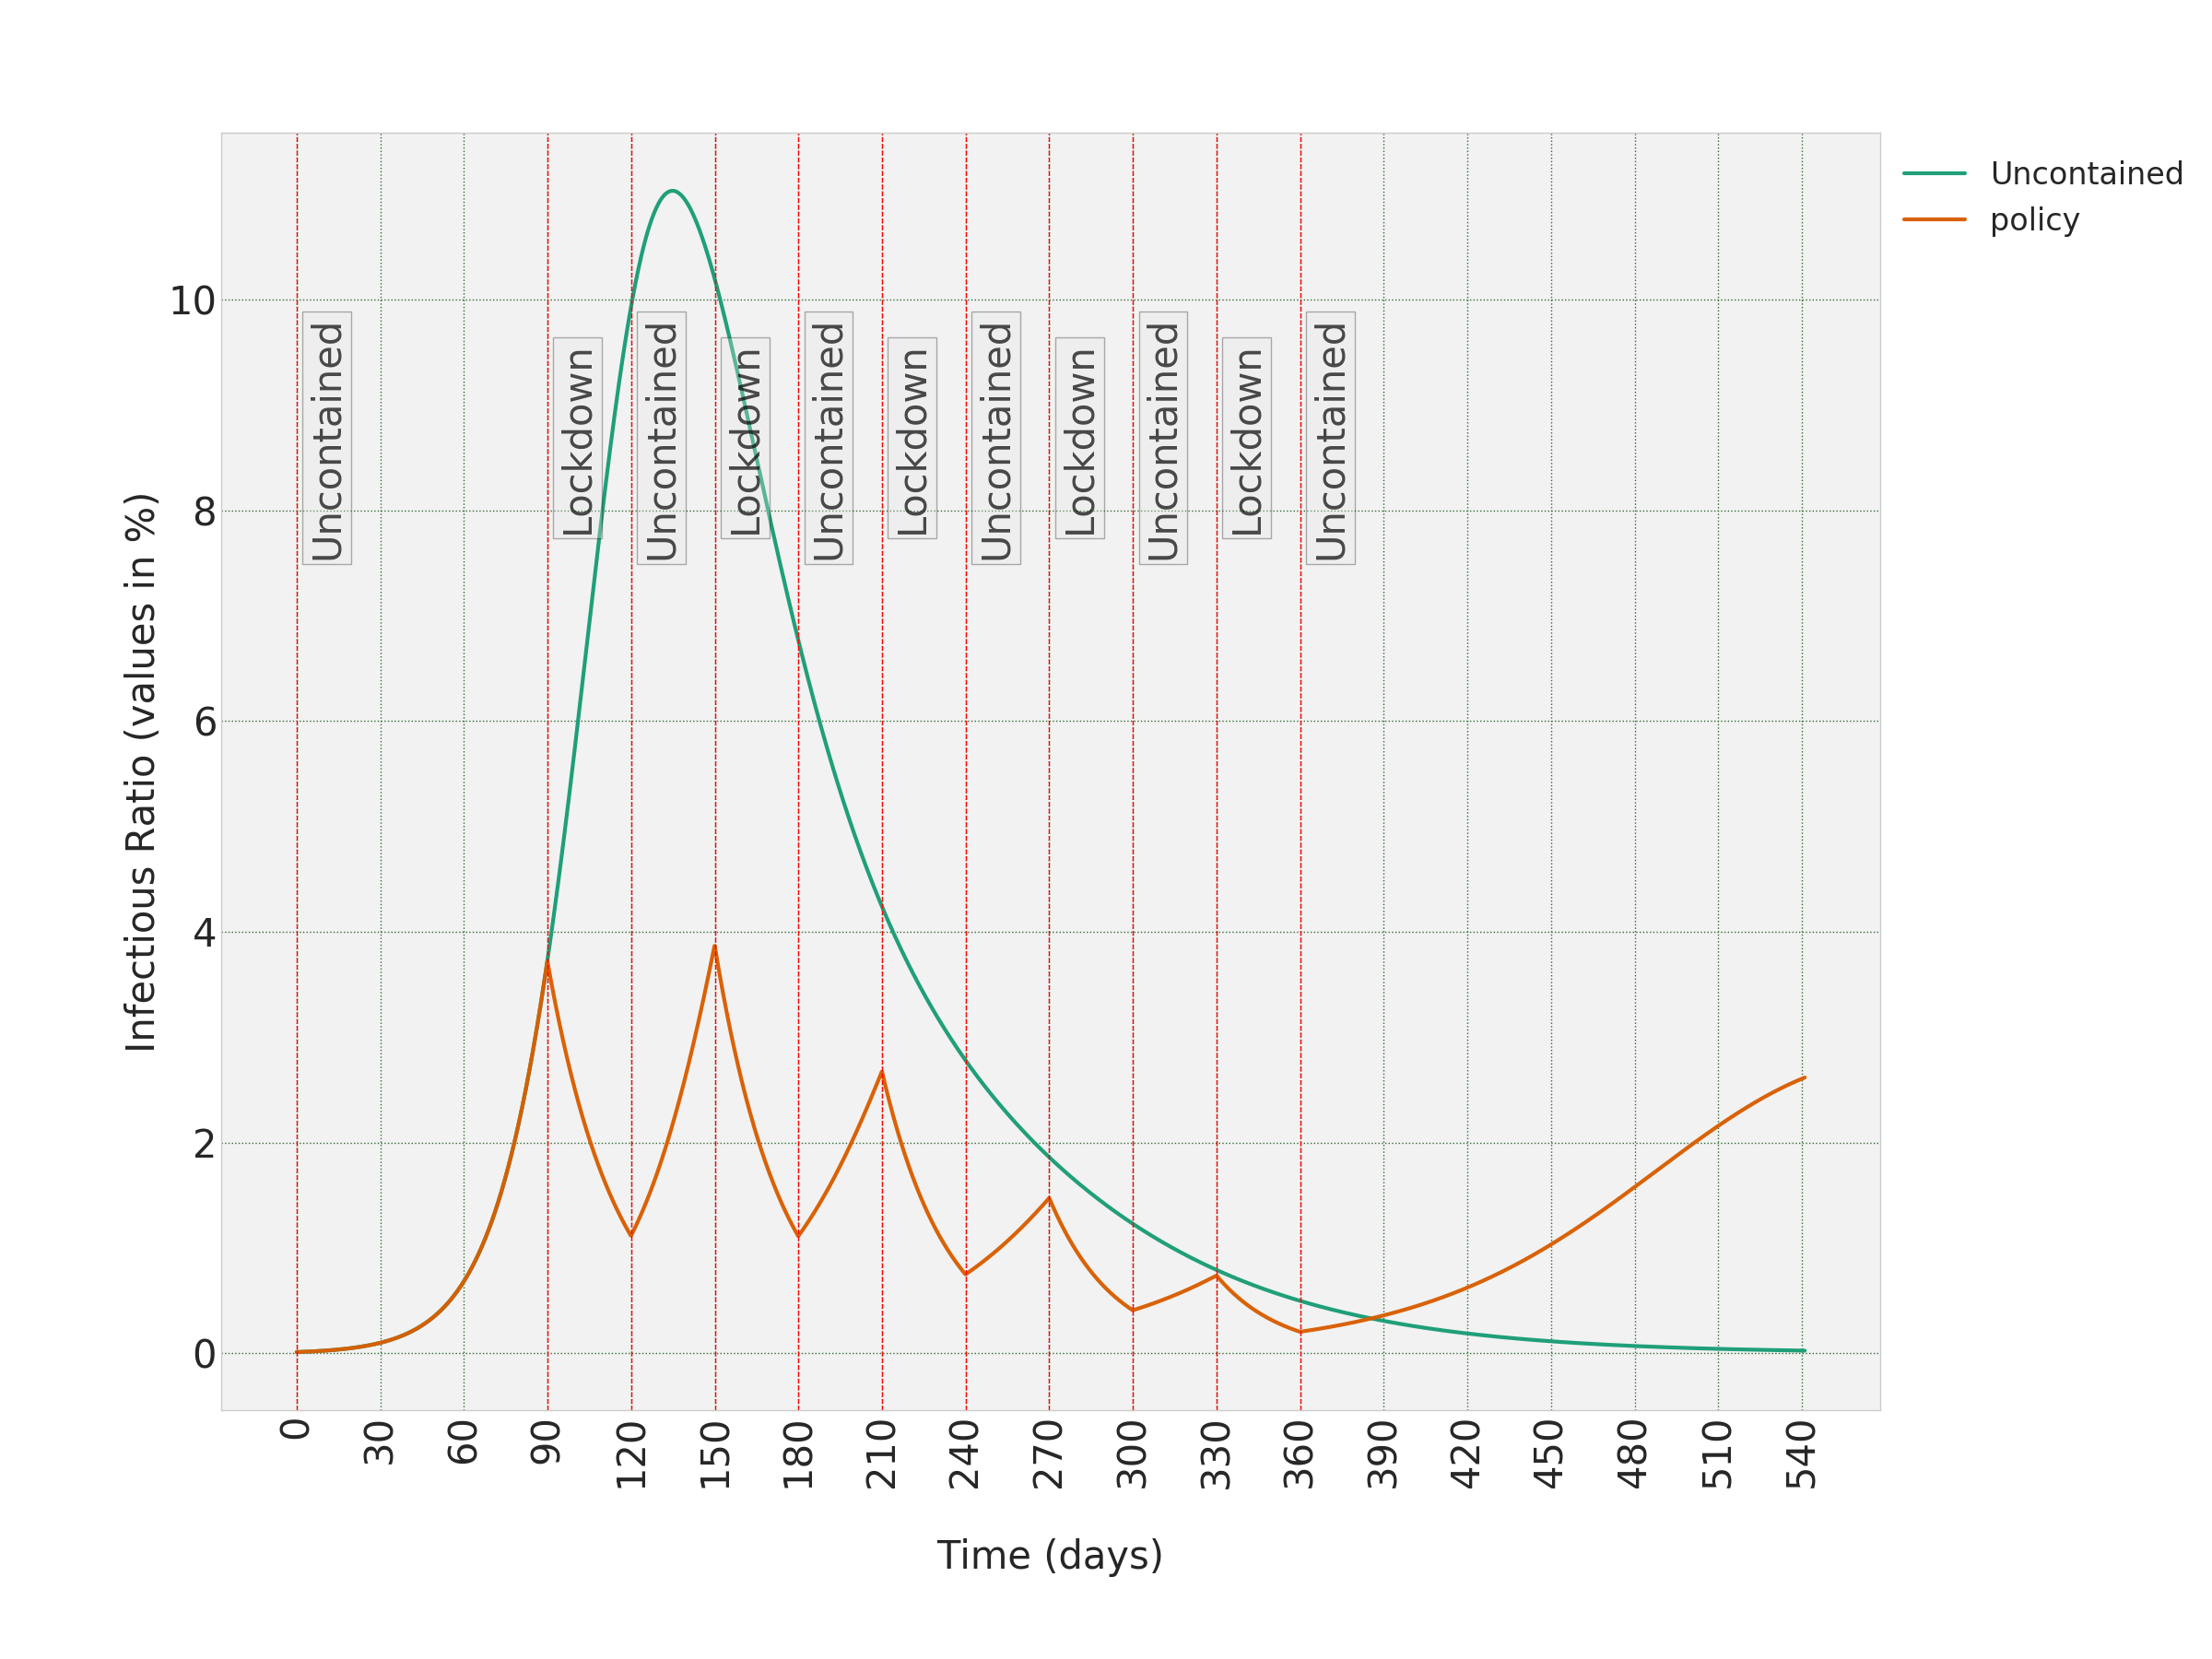 Uncontained
policy
Infectious Ratio (values in %)
10
8
6
4
2
0
Uncontained
Lockdown
Uncontained
Lockdown
Uncontained
Lockdown
Uncontained
Lockdown
Uncontained
Lockdown
Uncontained
0
30
60
90
120
150
180
210
240
270
300
330
360
390
420
450
480
510
540
Time (days)